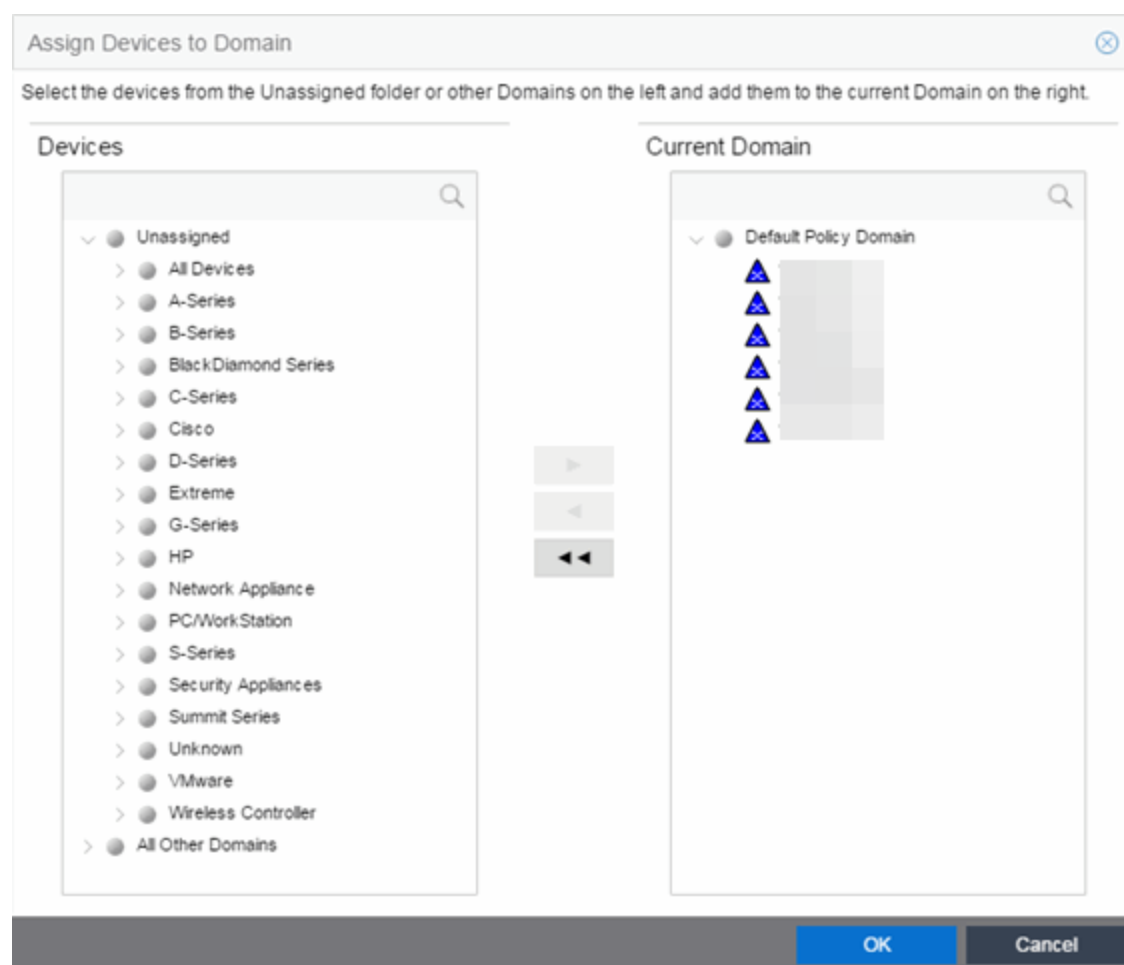 Assign Devices to Domain
Select the devices from the Unassigned folder or other Domains on the left and add them to the current Domain on the right.
Devices
Unassigned
All Devices
A-Series
B-Series
BlackDiamond Series
C-Series
Cisco
D-Series
Extreme
G-Series
HP
Network Appliance
PC/WorkStation
S-Series
Security Appliances
Summit Series
Unknown
VMware
Wireless Controller
All Other Domains
Current Domain
Default Policy Domain
OK
Cancel